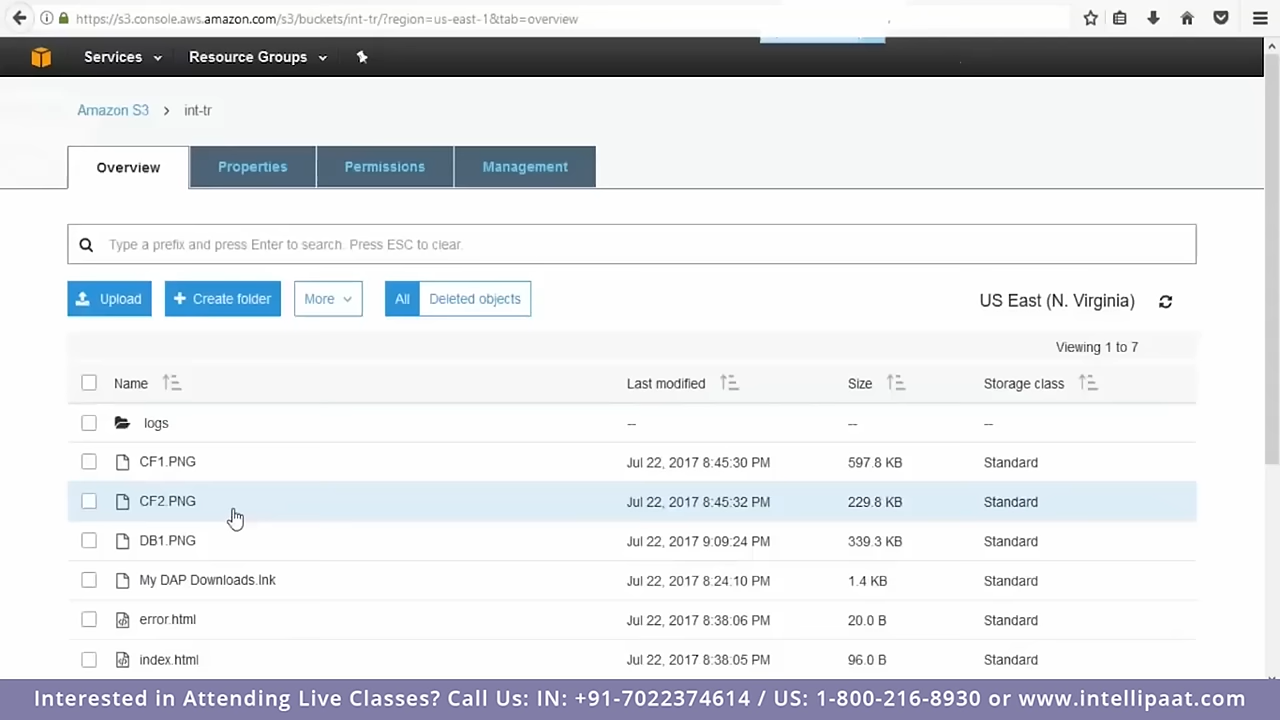 https://s3.console.aws.amazon.com/s3/buckets/int-tr/?region=us-east-1&tab=overview
Services Resource Groups
Amazon S3 > int-tr
Overview Properties Permissions Management
Type a prefix and press Enter to search. Press ESC to clear.
Upload + Create folder More All Deleted objects US East (N. Virginia)
Viewing 1 to 7
Name Last modified Size Storage class
logs -- -- --
CF1.PNG Jul 22, 2017 8:45:30 PM 597.8 KB Standard
CF2.PNG Jul 22, 2017 8:45:32 PM 229.8 KB Standard
DB1.PNG Jul 22, 2017 9:09:24 PM 339.3 KB Standard
My DAP Downloads.lnk Jul 22, 2017 8:24:10 PM 1.4 KB Standard
error.html Jul 22, 2017 8:38:06 PM 20.0 B Standard
index.html Jul 22, 2017 8:38:05 PM 96.0 B Standard
Interested in Attending Live Classes? Call Us: IN: +91-7022374614 / US: 1-800-216-8930 or www.intellipaat.com